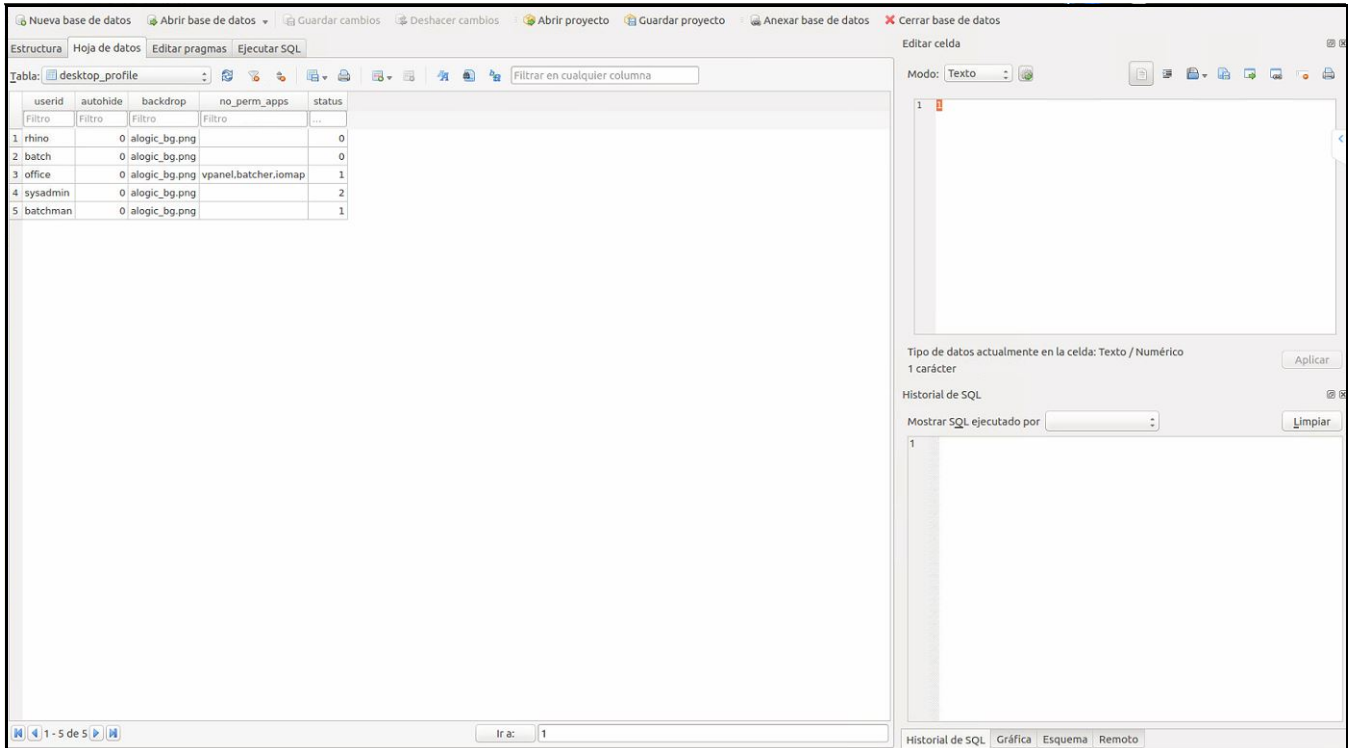 Nueva base de datos Abrir base de datos Guardar cambios Deshacer cambios Abrir proyecto Guardar proyecto Anexar base de datos Cerrar base de datos
Estructura Hoja de datos Editar pragmas Ejecutar SQL
Tabla: desktop_profile Filtrar en cualquier columna
userid autohide backdrop no_perm_apps status
Filtro Filtro Filtro Filtro ...
1 rhino 0 alogic_bg.png 0
2 batch 0 alogic_bg.png 0
3 office 0 alogic_bg.png vpanel,batcher,iomap 1
4 sysadmin 0 alogic_bg.png 2
5 batchman 0 alogic_bg.png 1
1 - 5 de 5 Ir a: 1
Editar celda
Modo: Texto
1 1
Tipo de datos actualmente en la celda: Texto / Numérico
1 carácter
Aplicar
Historial de SQL
Mostrar SQL ejecutado por Limpiar
1
Historial de SQL Gráfica Esquema Remoto